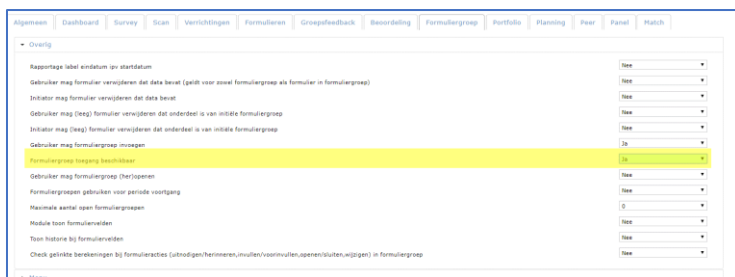 Algemeen Dashboard Survey Scan Verrichtingen Formulieren Groepsfeedback Beoordeling Formuliergroep Portfolio Planning Peer Panel Match
Overig
Rapportage label eindatum ipv startdatum Nee
Gebruiker mag formulier verwijderen dat data bevat (geldt voor zowel formuliergroep als formulier in formuliergroep) Nee
Initiator mag formulier verwijderen dat data bevat Nee
Gebruiker mag (leeg) formulier verwijderen dat onderdeel is van initiële formuliergroep Nee
Initiator mag (leeg) formulier verwijderen dat onderdeel is van initiële formuliergroep Nee
Gebruiker mag formuliergroep invoegen Ja
Formuliergroep toegang beschikbaar Ja
Gebruiker mag formuliergroep (her)openen Nee
Formuliergroepen gebruiken voor periode voortgang Nee
Maximale aantal open formuliergroepen 0
Module toon formuliervelden Nee
Toon historie bij formuliervelden Nee
Check gelinkte berekeningen bij formulieracties (uitnodigen/herinneren,invullen/voorinvullen,openen/sluiten,wijzigen) in formuliergroep Nee